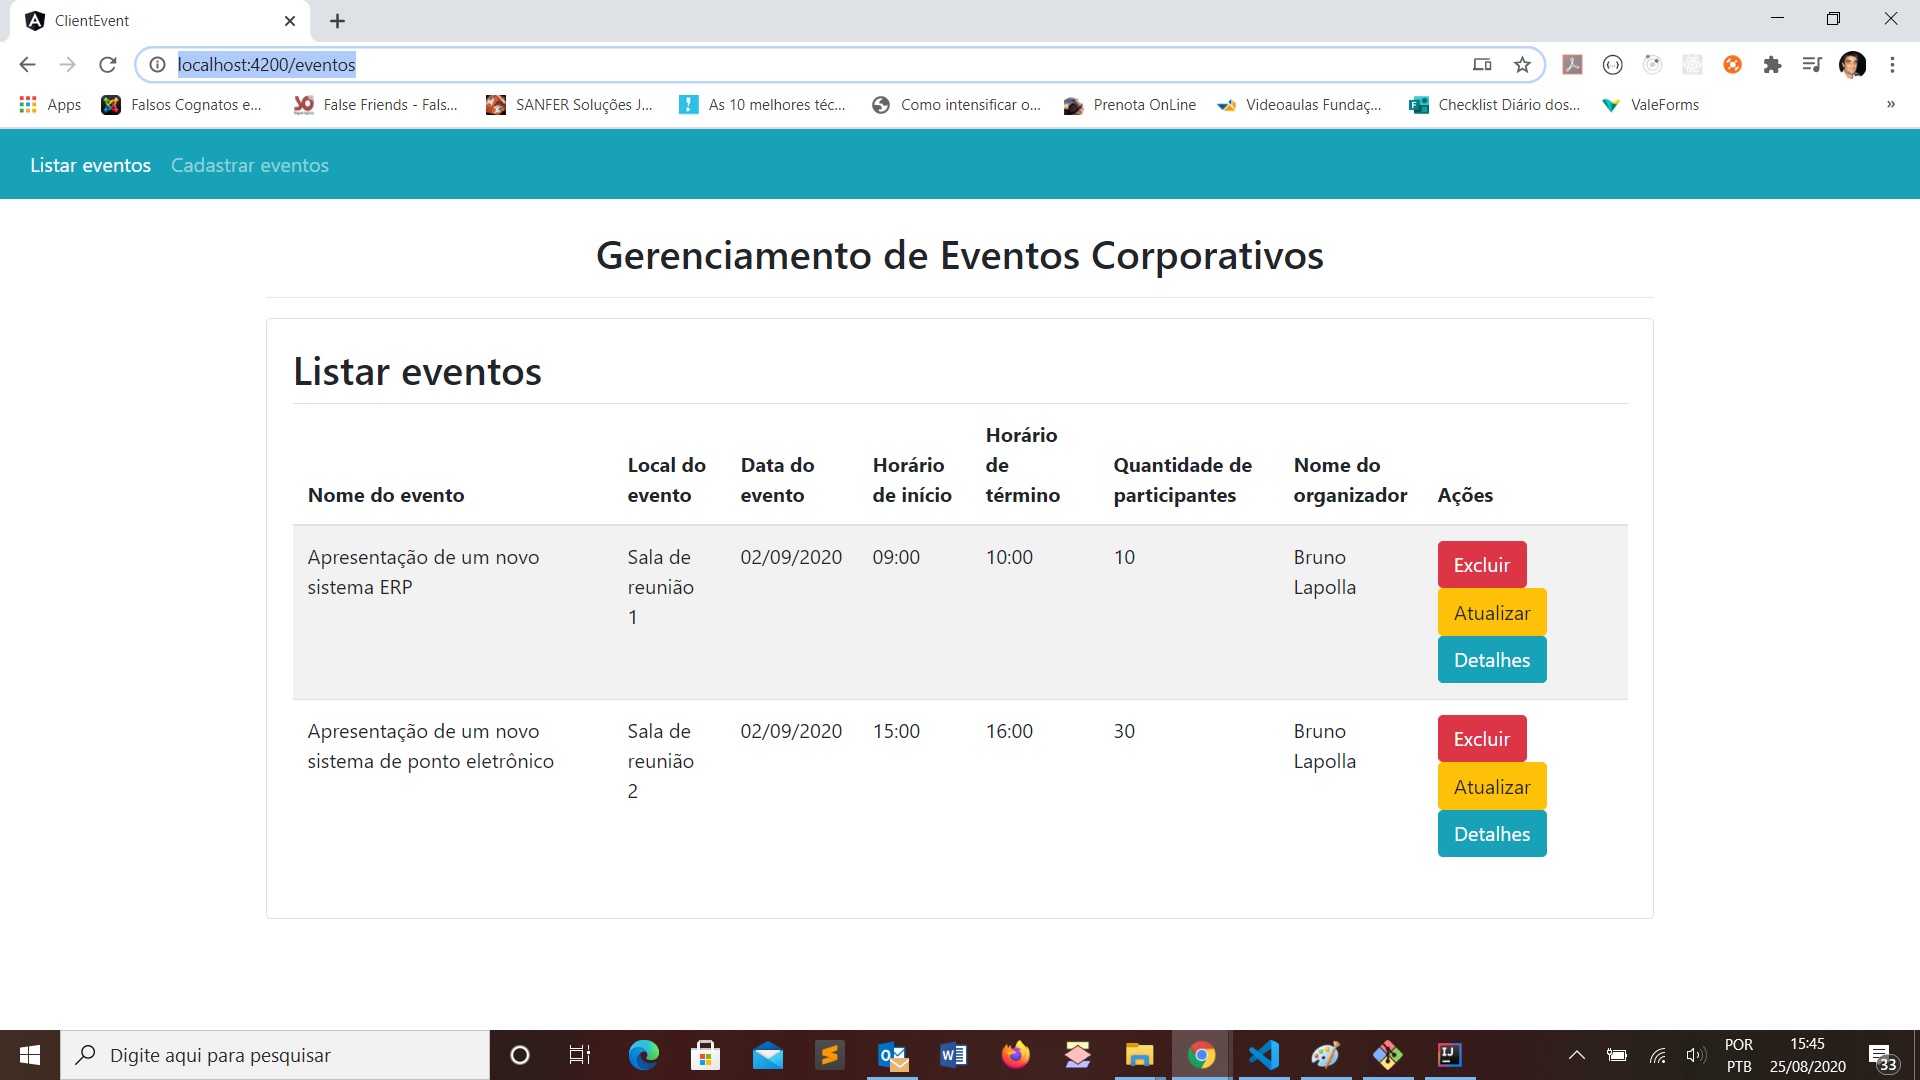 ClientEvent
localhost:4200/eventos
Apps Falsos Cognatos e... False Friends - Fals... SANFER Soluções J... As 10 melhores téc... Como intensificar o... Prenota OnLine Videoaulas Fundaç... Checklist Diário dos... ValeForms »
Listar eventos Cadastrar eventos
Gerenciamento de Eventos Corporativos
Listar eventos
Nome do evento
Local do
evento
Data do
evento
Horário
de início
Horário
de
término
Quantidade de
participantes
Nome do
organizador
Ações
Apresentação de um novo
sistema ERP
Sala de
reunião
1
02/09/2020
09:00
10:00
10
Bruno
Lapolla
Excluir
Atualizar
Detalhes
Apresentação de um novo
sistema de ponto eletrônico
Sala de
reunião
2
02/09/2020
15:00
16:00
30
Bruno
Lapolla
Excluir
Atualizar
Detalhes
Digite aqui para pesquisar
POR
PTB
15:45
25/08/2020
33